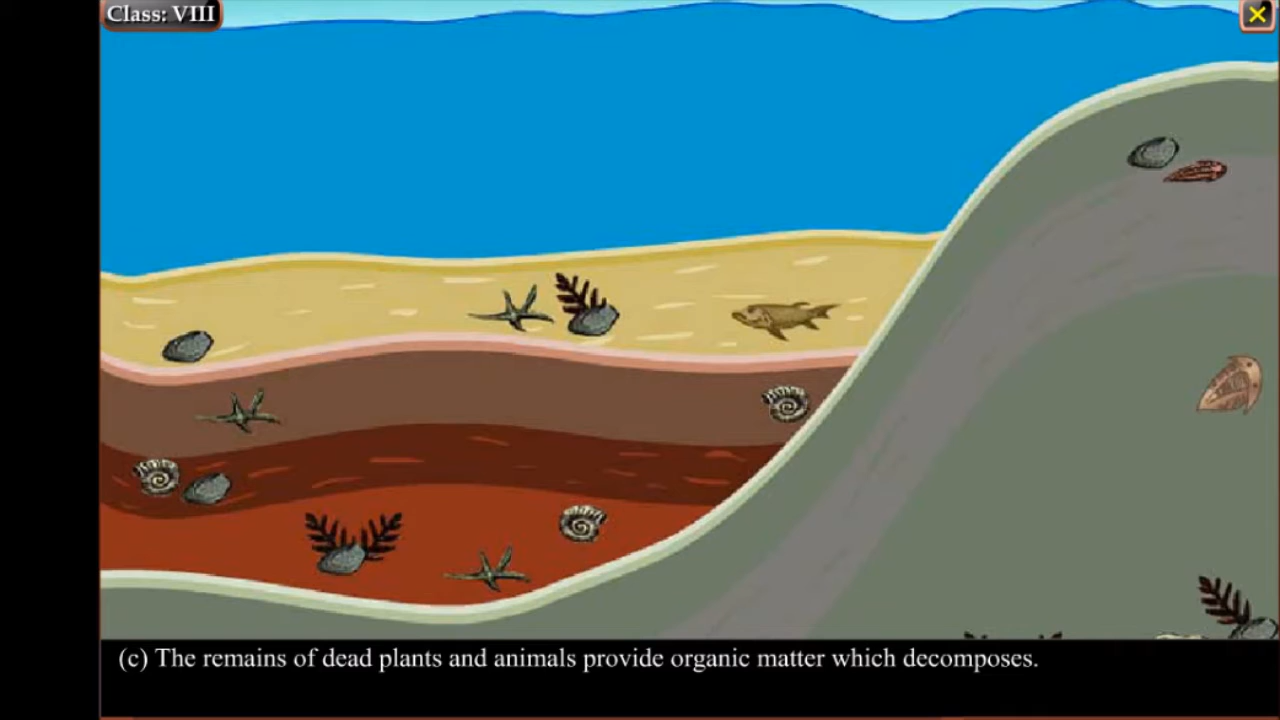 Class: VIII
(c) The remains of dead plants and animals provide organic matter which decomposes.